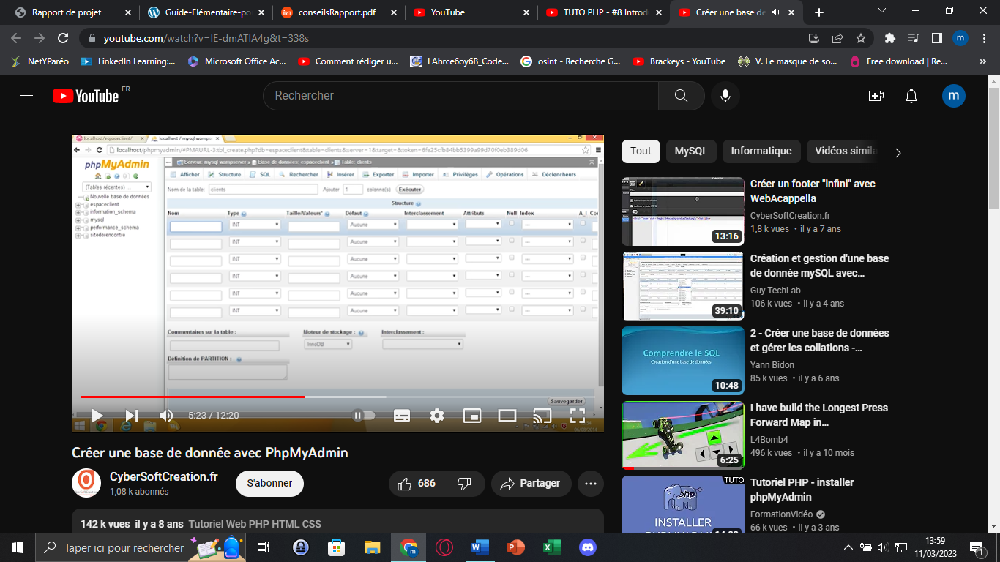 Rapport de projet
Guide-Elémentaire-po
conseilsRapport.pdf
YouTube
TUTO PHP - #8 Introdu
Créer une base de
youtube.com/watch?v=IE-dmATIA4g&t=338s
NetYParéo
LinkedIn Learning:...
Microsoft Office Ac...
Comment rédiger u...
LAhrce6oy6B_Code...
osint - Recherche G...
Brackeys - YouTube
V. Le masque de so...
Free download | Re...
YouTube FR
Rechercher
m
localhost/espaceclient/
localhost / mysql wampse
localhost/phpmyadmin/#PMAURL-3:tbl_create.php?db=espaceclient&table=clients&server=1&target=&token=6fe25cfb84bb5399a99d70f0eb389d06
phpMyAdmin
(Tables récentes) ...
Nouvelle base de données
espaceclient
information_schema
mysql
performance_schema
sitederencontre
Serveur: mysql wampserver » Base de données: espaceclient » Table: clients
Afficher Structure SQL Rechercher Insérer Exporter Importer Privilèges Opérations Déclencheurs
Nom de la table: clients Ajouter 1 colonne(s) Exécuter
Structure
Nom Type Taille/Valeurs* Défaut Interclassement Attributs Null Index A_I Co
INT Aucune ---
INT Aucune ---
INT Aucune ---
INT Aucune ---
INT Aucune ---
INT Aucune ---
Commentaires sur la table : Moteur de stockage : Interclassement :
InnoDB
Définition de PARTITION :
Sauvegarder
5:23 / 12:20
Créer une base de donnée avec PhpMyAdmin
CyberSoftCreation.fr
1,08 k abonnés
S'abonner
686
Partager
142 k vues il y a 8 ans Tutoriel Web PHP HTML CSS
Tout
MySQL
Informatique
Vidéos simila
13:16
Créer un footer "infini" avec
WebAcappella
CyberSoftCreation.fr
1,8 k vues • il y a 7 ans
39:10
Création et gestion d'une base
de donnée mySQL avec...
Guy TechLab
106 k vues • il y a 4 ans
Comprendre le SQL
Création d'une base de données
10:48
2 - Créer une base de données
et gérer les collations -...
Yann Bidon
85 k vues • il y a 6 ans
6:25
I have build the Longest Press
Forward Map in...
L4Bomb4
496 k vues • il y a 10 mois
TUTO
php
INSTALLER
Tutoriel PHP - installer
phpMyAdmin
FormationVidéo
66 k vues • il y a 3 ans
Taper ici pour rechercher
13:59
11/03/2023
1